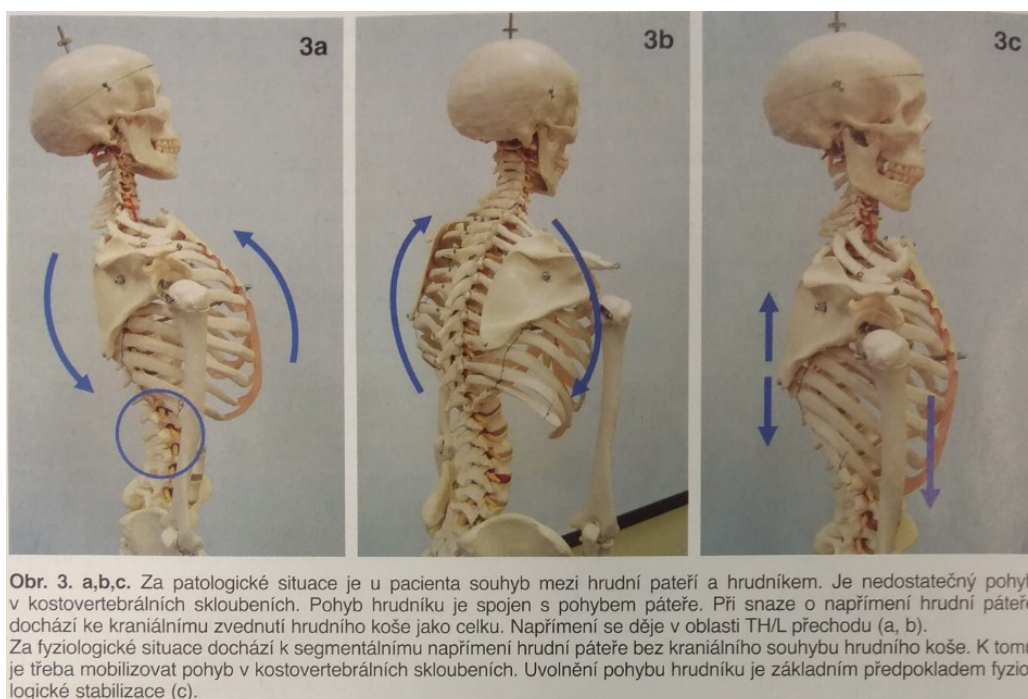 3a
3b
3c
Obr. 3. a,b,c. Za patologické situace je u pacienta souhyb mezi hrudní pateří a hrudníkem. Je nedostatečný pohyb
v kostovertebrálních skloubeních. Pohyb hrudníku je spojen s pohybem páteře. Při snaze o napřímení hrudní páteře
dochází ke kraniálnímu zvednutí hrudního koše jako celku. Napřímení se děje v oblasti TH/L přechodu (a, b).
Za fyziologické situace dochází k segmentálnímu napřímení hrudní páteře bez kraniálního souhybu hrudního koše. K tomu
je třeba mobilizovat pohyb v kostovertebrálních skloubeních. Uvolnění pohybu hrudníku je základním předpokladem fyzio-
logické stabilizace (c).